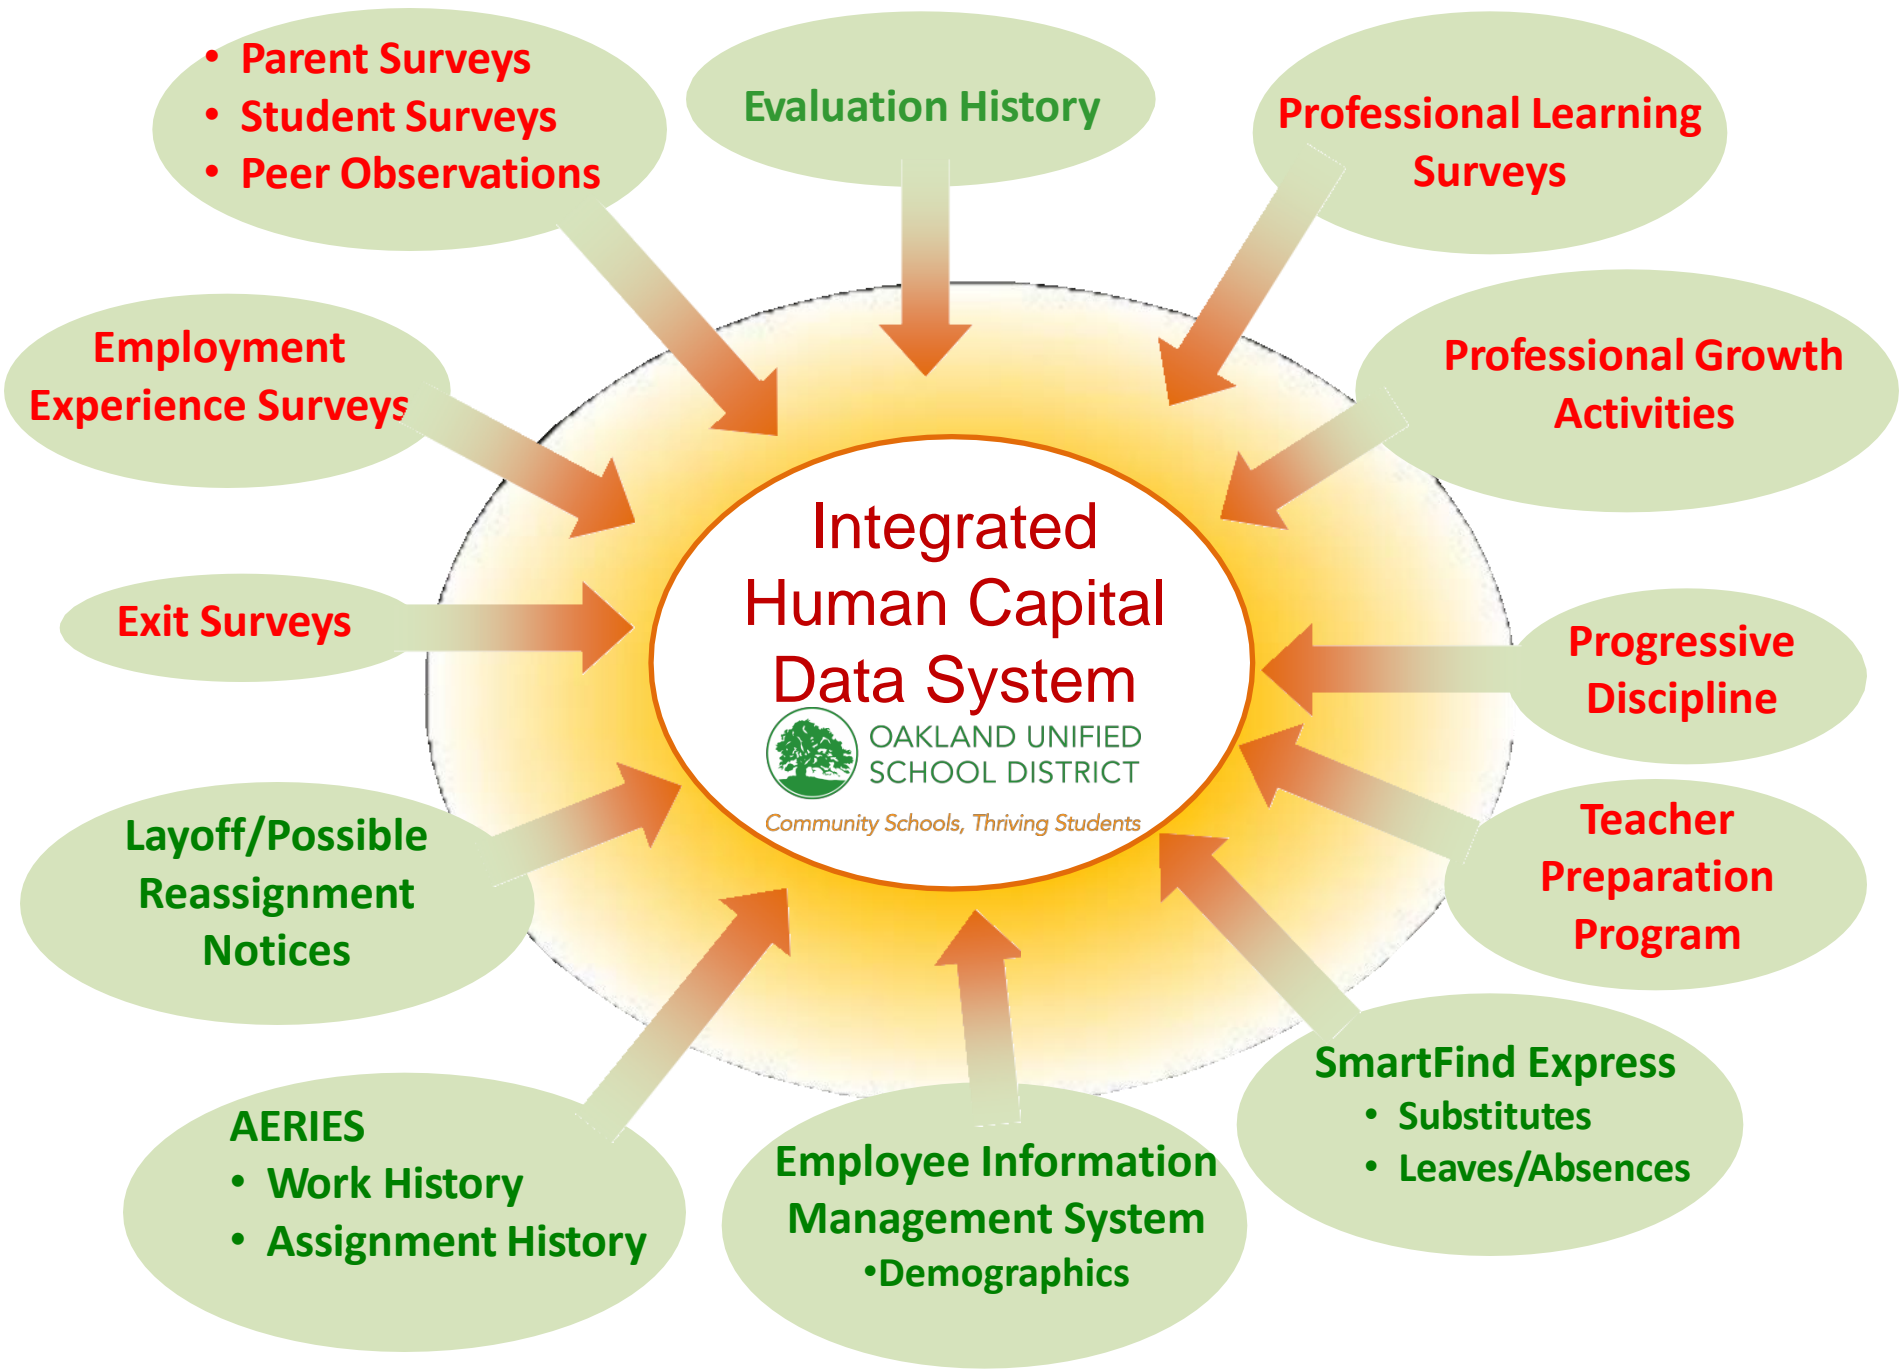 • Parent Surveys
• Student Surveys
• Peer Observations
Evaluation History
Professional Learning
Surveys
Employment
Experience Surveys
Professional Growth
Activities
Integrated
Human Capital
Data System
OAKLAND UNIFIED
SCHOOL DISTRICT
Community Schools, Thriving Students
Exit Surveys
Progressive
Discipline
Layoff/Possible
Reassignment
Notices
Teacher
Preparation
Program
AERIES
• Work History
• Assignment History
Employee Information
Management System
•Demographics
SmartFind Express
• Substitutes
• Leaves/Absences